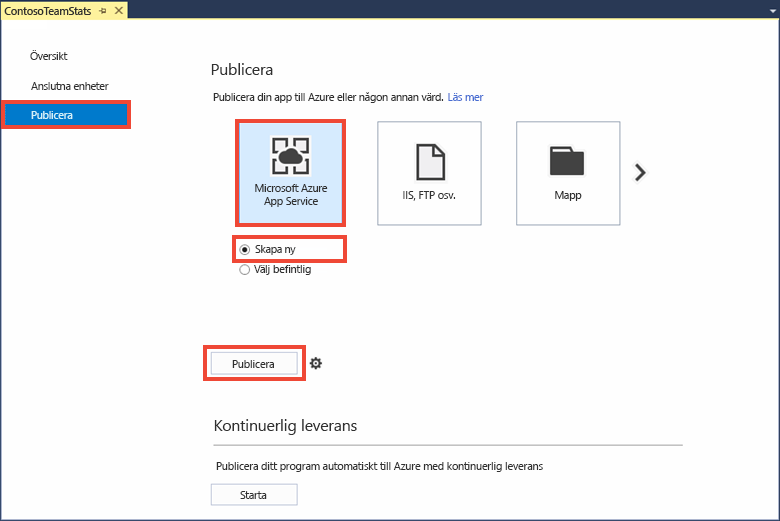 ContosoTeamStats
Översikt
Anslutna enheter
Publicera
Publicera
Publicera din app till Azure eller någon annan värd. Läs mer
Microsoft Azure
App Service
IIS, FTP osv.
Mapp
Skapa ny
Välj befintlig
Publicera
Kontinuerlig leverans
Publicera ditt program automatiskt till Azure med kontinuerlig leverans
Starta